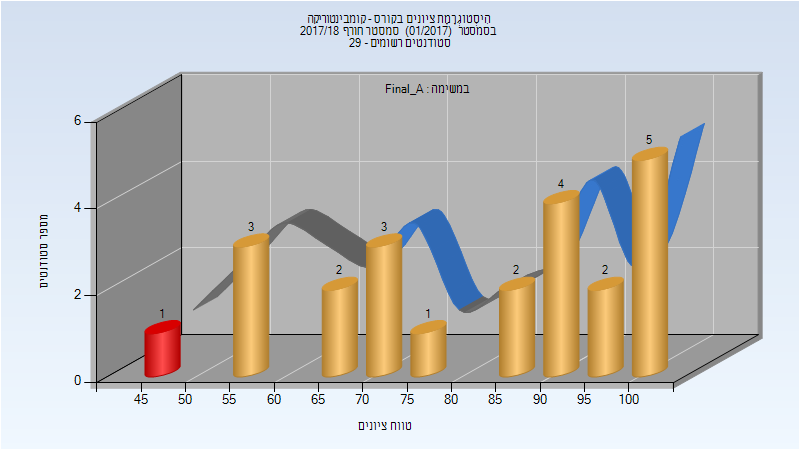 היסטוגרמת ציונים בקורס - קומבינטוריקה
בסמסטר (01/2017) סמסטר חורף 2017/18
סטודנטים רשומים - 29
במשימה : Final_A
מספר סטודנטים
6
4
2
0
1
3
2
3
1
2
4
2
5
45 50 55 60 65 70 75 80 85 90 95 100
טווח ציונים